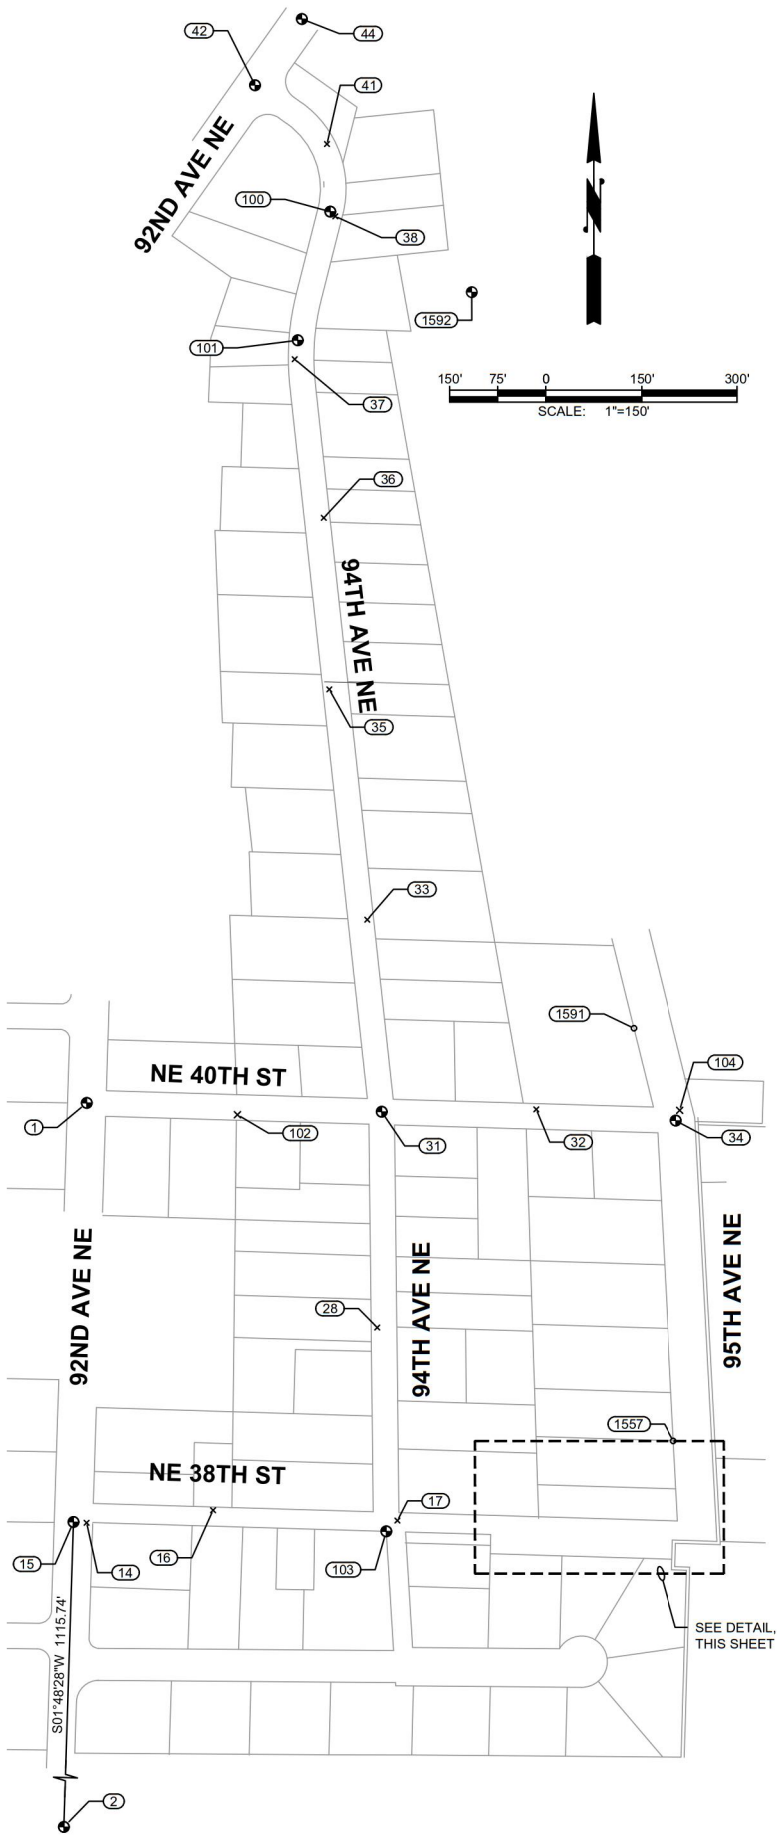 44
42
41
92ND AVE NE
100
38
1592
101
150' 75' 0 150' 300'
SCALE: 1"=150'
37
36
94TH AVE NE
35
33
1591
NE 40TH ST
104
1
102
31
32
34
92ND AVE NE
94TH AVE NE
95TH AVE NE
28
1557
NE 38TH ST
17
15
14
16
103
S01°48'28"W 1115.74'
SEE DETAIL,
THIS SHEET
2